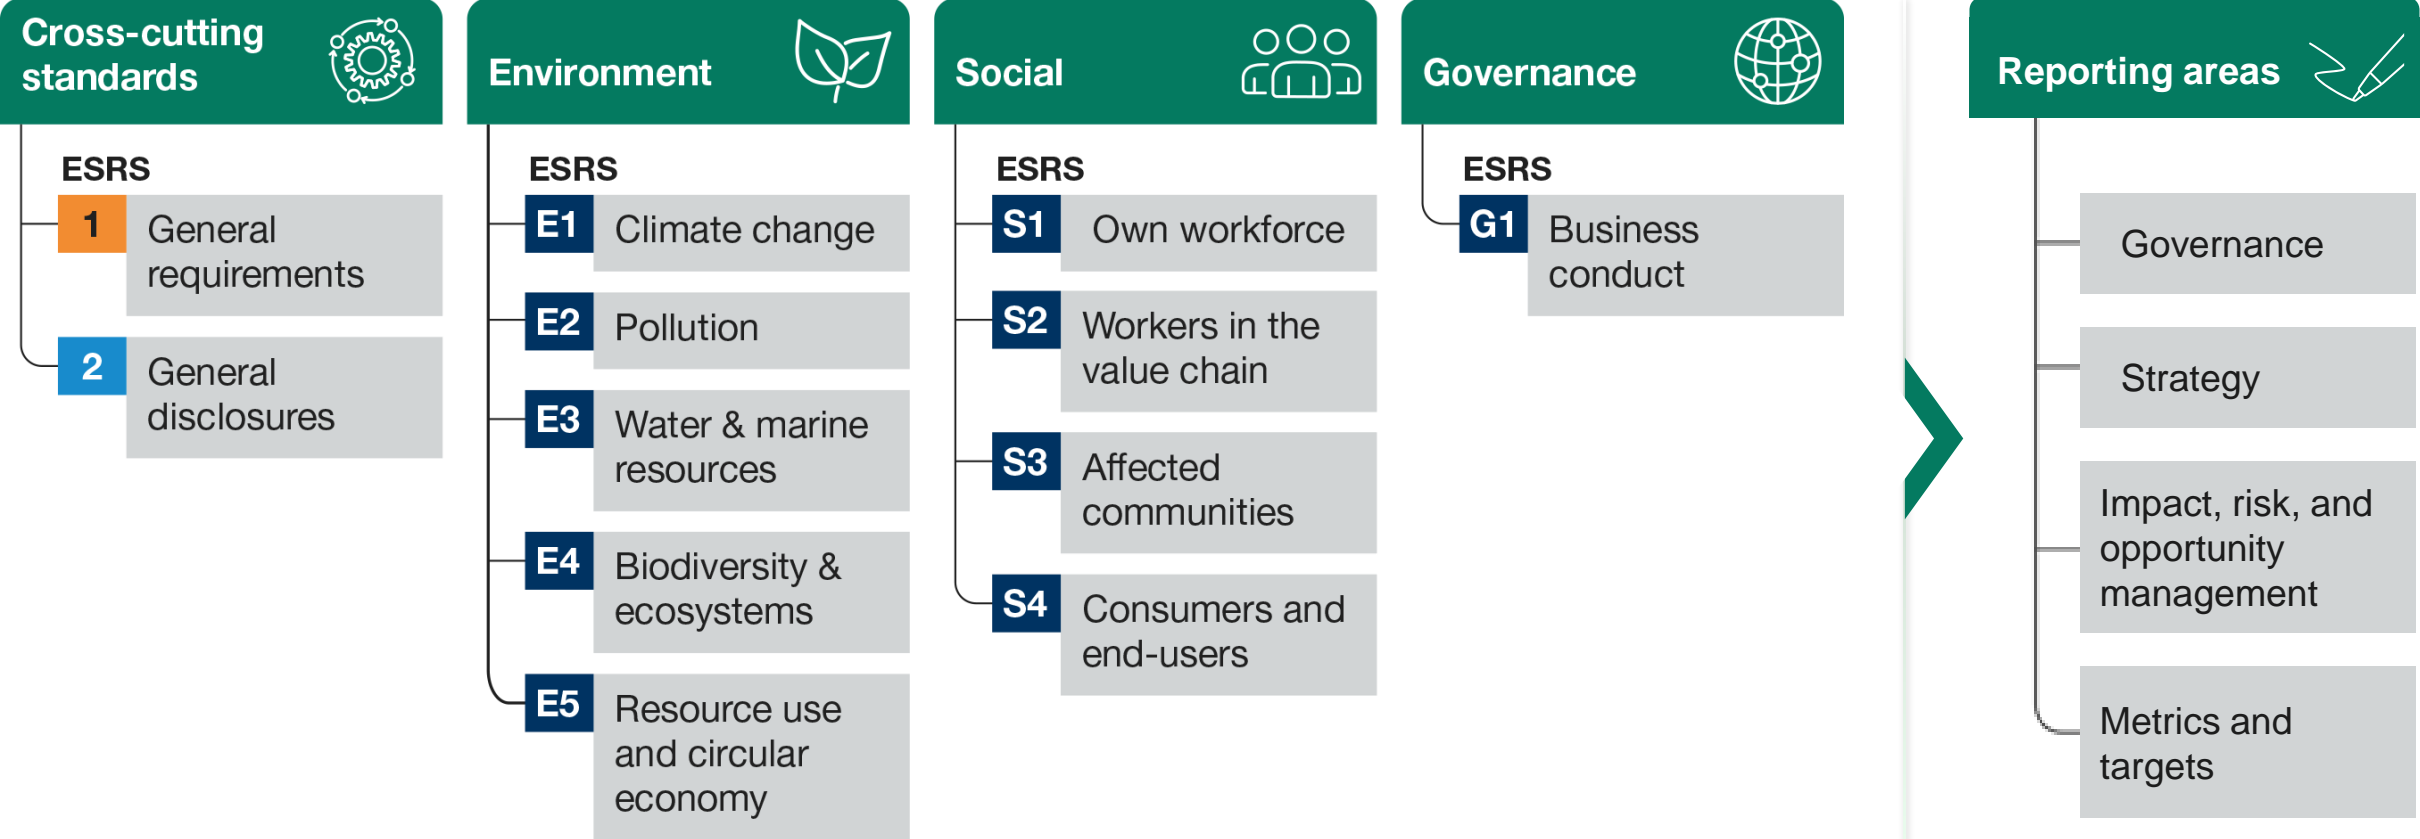 Cross-cutting
standards
ESRS
1
General
requirements
2
General
disclosures
Environment
ESRS
E1
Climate change
E2
Pollution
E3
Water & marine
resources
E4
Biodiversity &
ecosystems
E5
Resource use
and circular
economy
Social
ESRS
S1
Own workforce
S2
Workers in the
value chain
S3
Affected
communities
S4
Consumers and
end-users
Governance
ESRS
G1
Business
conduct
Reporting areas
Governance
Strategy
Impact, risk, and
opportunity
management
Metrics and
targets